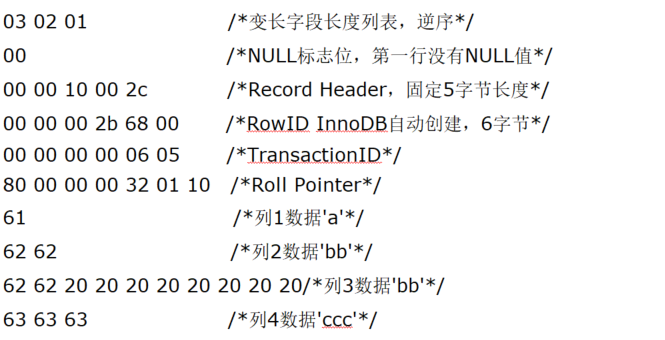 03 02 01 /*变长字段长度列表，逆序*/
00 /*NULL标志位，第一行没有NULL值*/
00 00 10 00 2c /*Record Header，固定5字节长度*/
00 00 00 2b 68 00 /*RowID InnoDB自动创建，6字节*/
00 00 00 00 06 05 /*TransactionID*/
80 00 00 00 32 01 10 /*Roll Pointer*/
61 /*列1数据'a'*/
62 62 /*列2数据'bb'*/
62 62 20 20 20 20 20 20 20 20/*列3数据'bb'*/
63 63 63 /*列4数据'ccc'*/